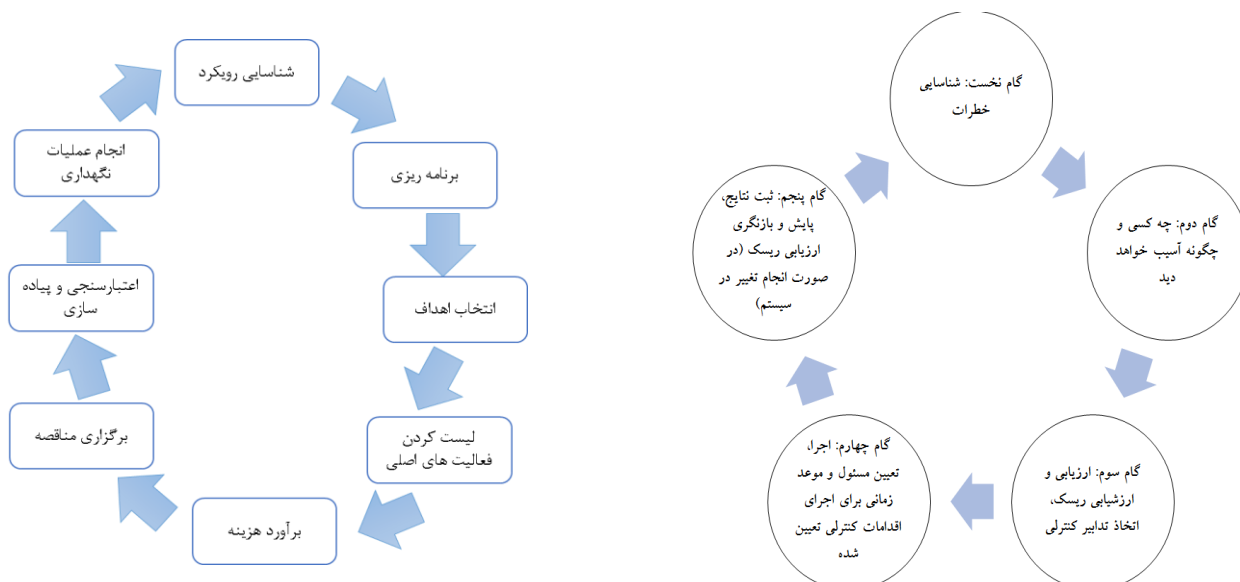 شناسایی رویکرد
برنامه ریزی
انتخاب اهداف
لیست کردن
فعالیت های اصلی
برآورد هزینه
برگزاری مناقصه
اعتبارسنجی و پیاده
سازی
انجام عملیات
نگهداری
گام نخست: شناسایی
خطرات
گام دوم: چه کسی و
چگونه آسیب خواهد
دید
گام سوم: ارزیابی و
ارزشیابی ریسک،
اتخاذ تدابیر کنترلی
گام چهارم: اجرا،
تعیین مسئول و موعد
زمانی برای اجرای
اقدامات کنترلی تعیین
شده
گام پنجم: ثبت نتایج،
پایش و بازنگری
ارزیابی ریسک (در
صورت انجام تغییر در
سیستم)